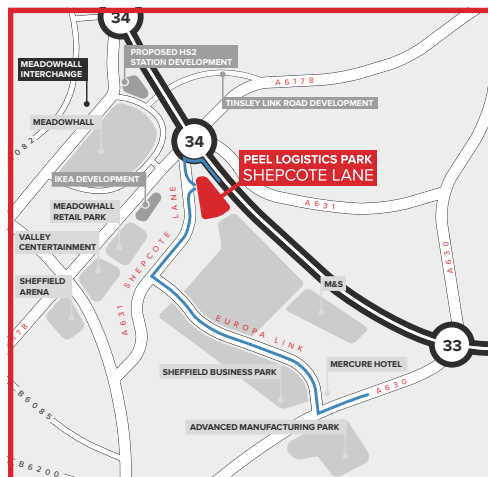 34
PROPOSED HS2
STATION DEVELOPMENT
MEADOWHALL
INTERCHANGE
A6178
TINSLEY LINK ROAD DEVELOPMENT
MEADOWHALL
34
082
PEEL LOGISTICS PARK
SHEPCOTE LANE
IKEA DEVELOPMENT
A631
MEADOWHALL
RETAIL PARK
SHEPCOTE LANE
VALLEY
CENTERTAINMENT
A630
SHEFFIELD
ARENA
M&S
A631
EUROPA LINK
178
33
MERCURE HOTEL
SHEFFIELD BUSINESS PARK
A630
B6085
ADVANCED MANUFACTURING PARK
B6200